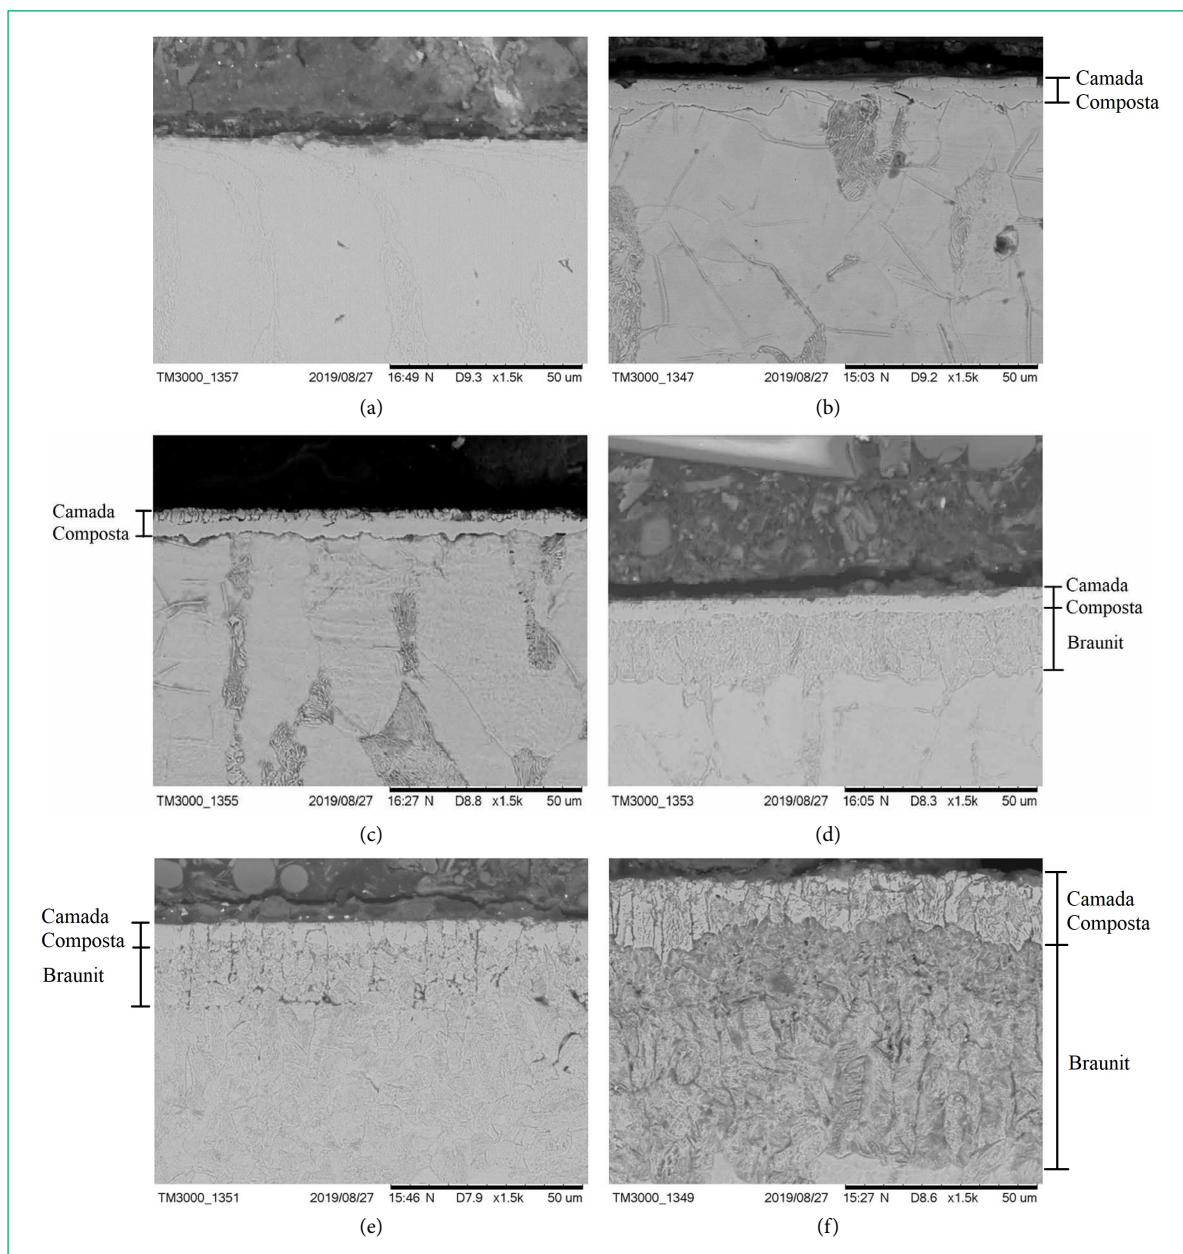 Camada
Composta
TM3000_1357 2019/08/27 16:49 N D9.3 x1.5k 50 um
(a)
TM3000_1347 2019/08/27 15:03 N D9.2 x1.5k 50 um
(b)
Camada
Composta
TM3000_1355 2019/08/27 16:27 N D8.8 x1.5k 50 um
(c)
Camada
Composta
Braunit
TM3000_1353 2019/08/27 16:05 N D8.3 x1.5k 50 um
(d)
Camada
Composta
Braunit
TM3000_1351 2019/08/27 15:46 N D7.9 x1.5k 50 um
(e)
Camada
Composta
Braunit
TM3000_1349 2019/08/27 15:27 N D8.6 x1.5k 50 um
(f)